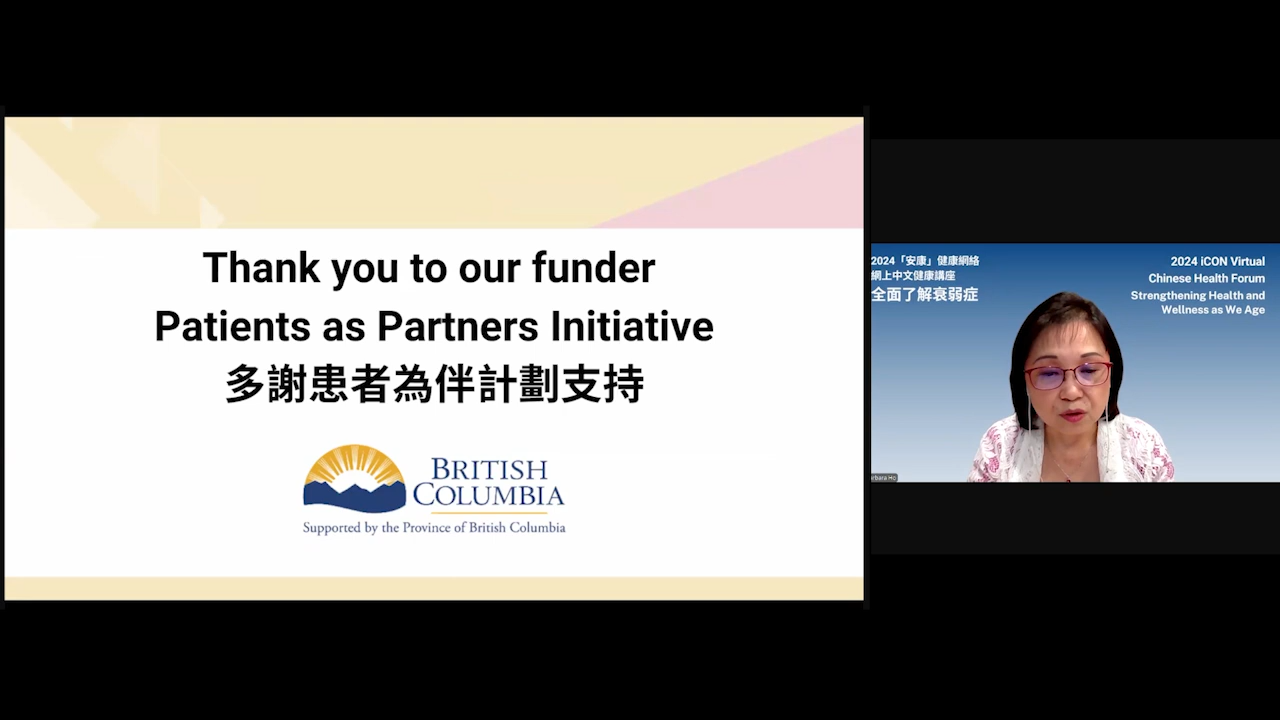 Thank you to our funder
Patients as Partners Initiative
多謝患者為伴計劃支持
BRITISH
COLUMBIA
Supported by the Province of British Columbia
2024「安康」健康網絡
網上中文健康講座
全面了解衰弱症
2024 iCON Virtual
Chinese Health Forum
Strengthening Health and
Wellness as We Age
Ho